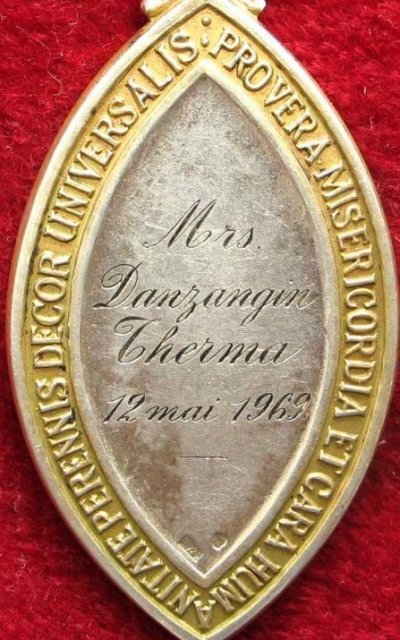 PRO VERA MISERICORDIA ET CARA HUMANITATE PERENNIS DECOR UNIVERSALIS
Mrs.
Danzangin
Therma
12 mai 1969